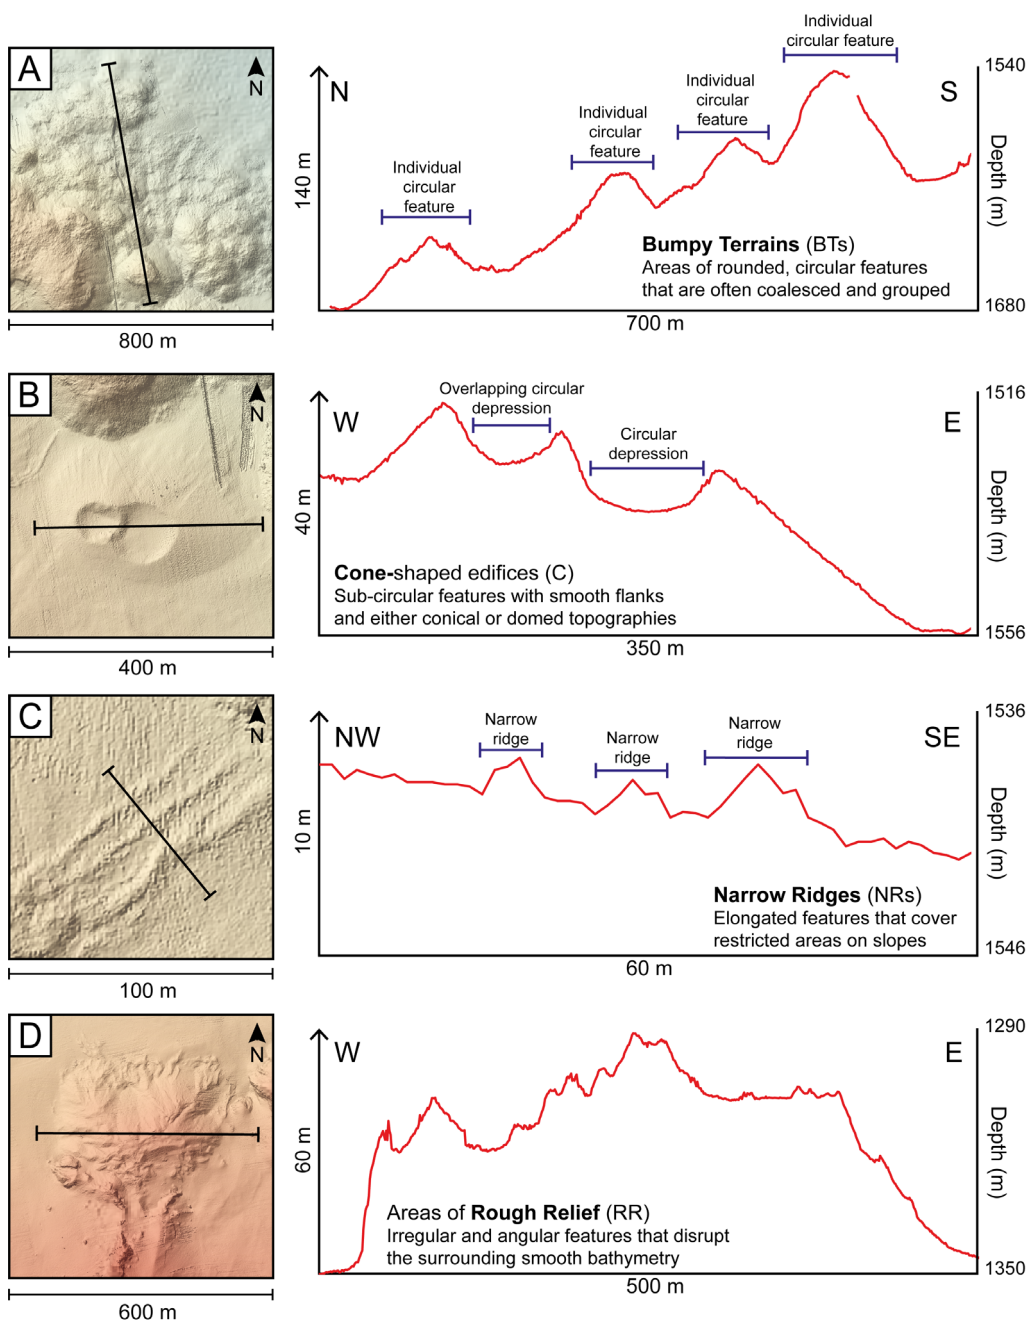 A
N
800 m
N
S
140 m
Individual
circular
feature
Individual
circular
feature
Individual
circular
feature
Individual
circular feature
1540
Depth (m)
1680
Bumpy Terrains (BTs)
Areas of rounded, circular features
that are often coalesced and grouped
700 m
B
N
400 m
W
E
40 m
Overlapping circular
depression
Circular
depression
1516
Depth (m)
1556
Cone-shaped edifices (C)
Sub-circular features with smooth flanks
and either conical or domed topographies
350 m
C
N
100 m
NW
SE
10 m
Narrow
ridge
Narrow
ridge
Narrow
ridge
1536
Depth (m)
1546
Narrow Ridges (NRs)
Elongated features that cover
restricted areas on slopes
60 m
D
N
600 m
W
E
60 m
1290
Depth (m)
1350
Areas of Rough Relief (RR)
Irregular and angular features that disrupt
the surrounding smooth bathymetry
500 m